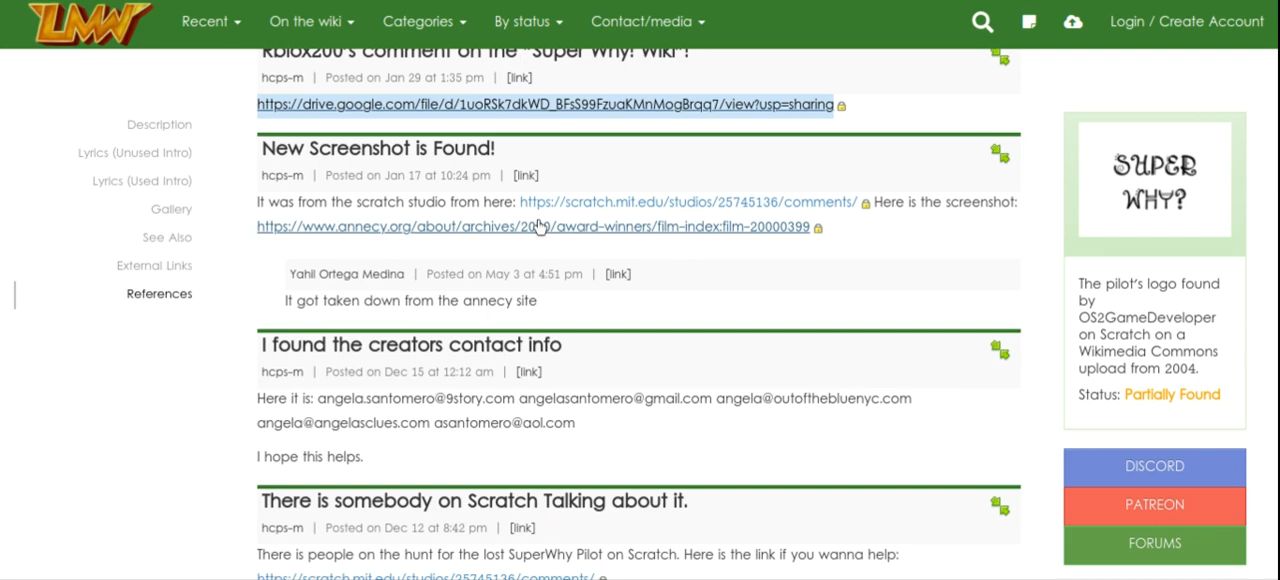 LMW
Recent
On the wiki
Categories
By status
Contact/media
Login / Create Account
Rblox200's comment on the "Super Why! Wiki"!
hcps-m | Posted on Jan 29 at 1:35 pm | [link]
https://drive.google.com/file/d/1uoRSk7dkWD_BFsS99FzuaKMnMogBrqq7/view?usp=sharing
Description
Lyrics (Unused Intro)
Lyrics (Used Intro)
Gallery
See Also
External Links
References
New Screenshot is Found!
hcps-m | Posted on Jan 17 at 10:24 pm | [link]
It was from the scratch studio from here: https://scratch.mit.edu/studios/25745136/comments/ Here is the screenshot:
https://www.annecy.org/about/archives/20 /award-winners/film-index:film-20000399
Yahil Ortega Medina | Posted on May 3 at 4:51 pm | [link]
It got taken down from the annecy site
I found the creators contact info
hcps-m | Posted on Dec 15 at 12:12 am | [link]
Here it is: angela.santomero@9story.com angelasantomero@gmail.com angela@outofthebluenyc.com
angela@angelasclues.com asantomero@aol.com
I hope this helps.
There is somebody on Scratch Talking about it.
hcps-m | Posted on Dec 12 at 8:42 pm | [link]
There is people on the hunt for the lost SuperWhy Pilot on Scratch. Here is the link if you wanna help:
https://scratch.mit.edu/studios/25745136/comments/
SUPER
WHY?
The pilot's logo found
by
OS2GameDeveloper
on Scratch on a
Wikimedia Commons
upload from 2004.
Status: Partially Found
DISCORD
PATREON
FORUMS